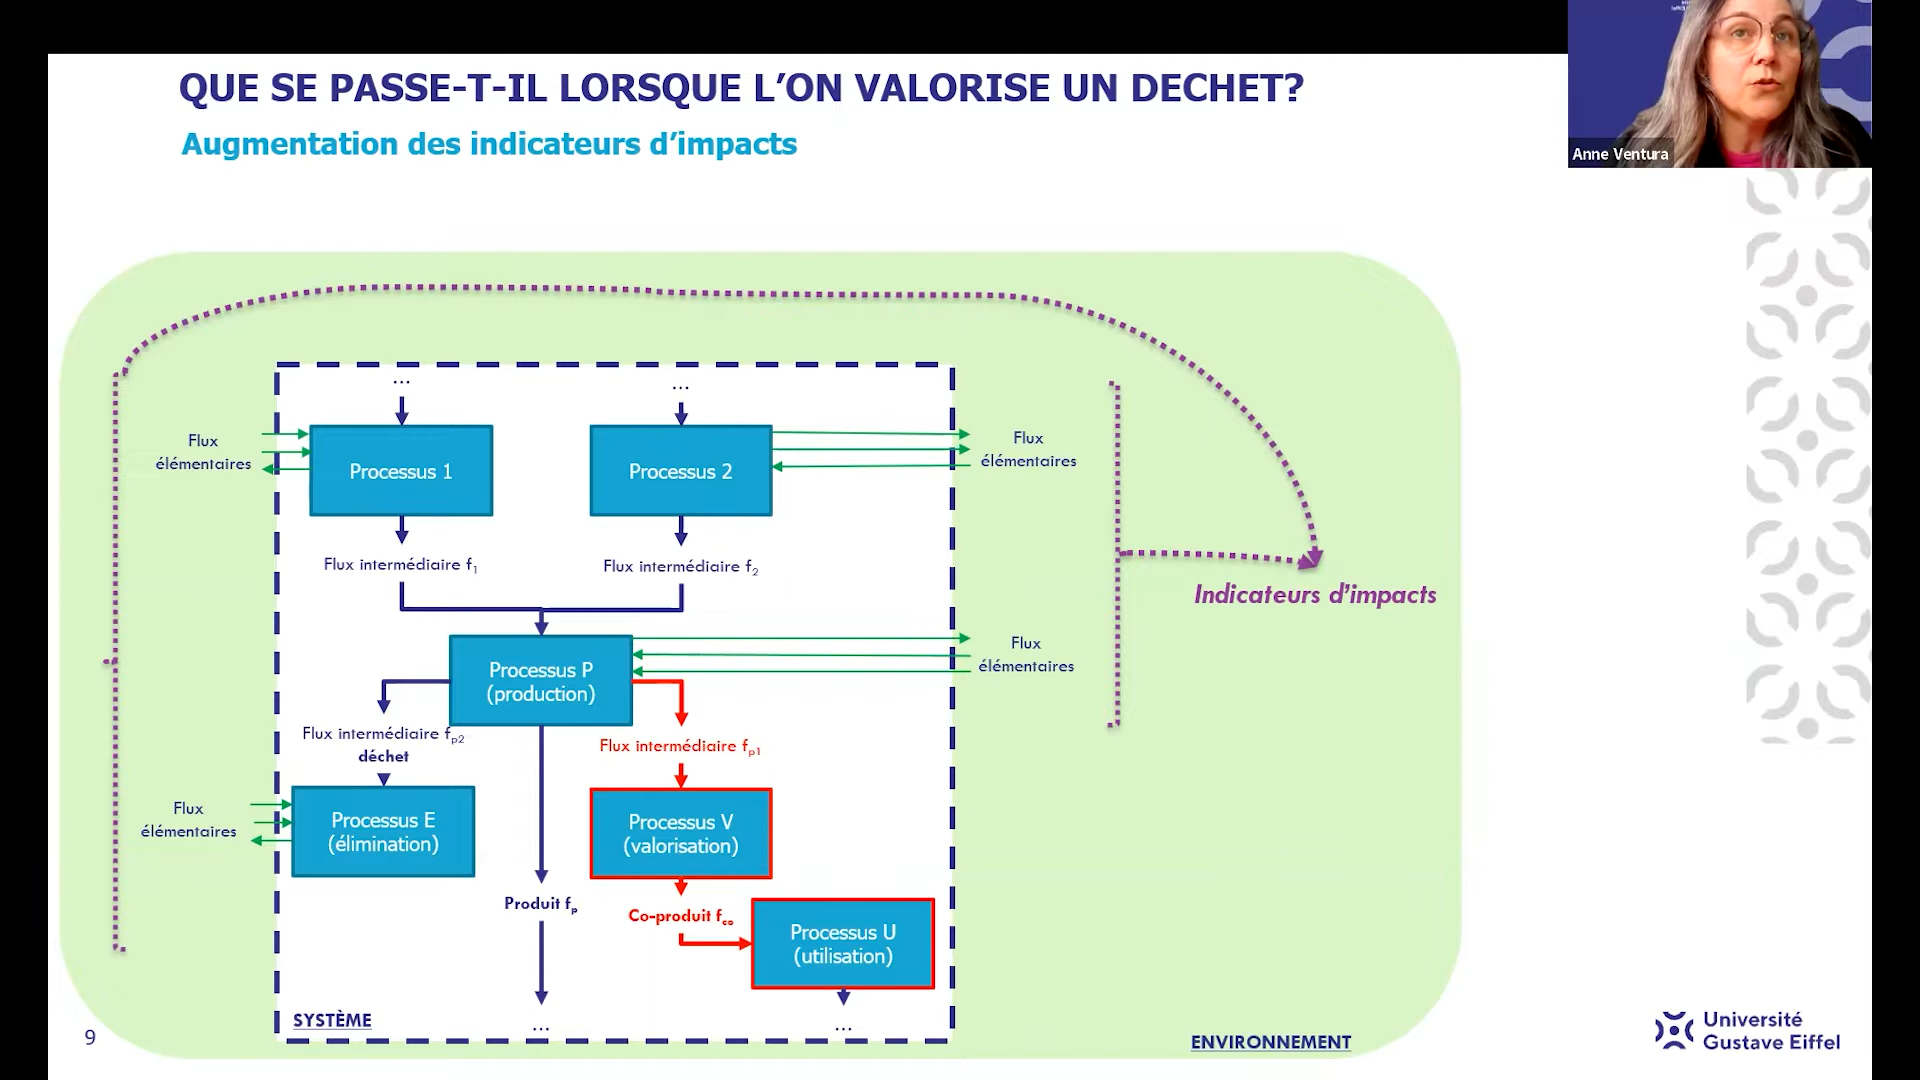 QUE SE PASSE-T-IL LORSQUE L’ON VALORISE UN DECHET?
Augmentation des indicateurs d’impacts
Anne Ventura
...
...
Flux
élémentaires
Processus 1
Processus 2
Flux
élémentaires
Flux intermédiaire f1
Flux intermédiaire f2
Indicateurs d’impacts
Processus P
(production)
Flux
élémentaires
Flux intermédiaire fp2
déchet
Flux intermédiaire fp1
Flux
élémentaires
Processus E
(élimination)
Processus V
(valorisation)
Produit fp
Co-produit fco
Processus U
(utilisation)
SYSTÈME
...
...
ENVIRONNEMENT
9
Université
Gustave Eiffel